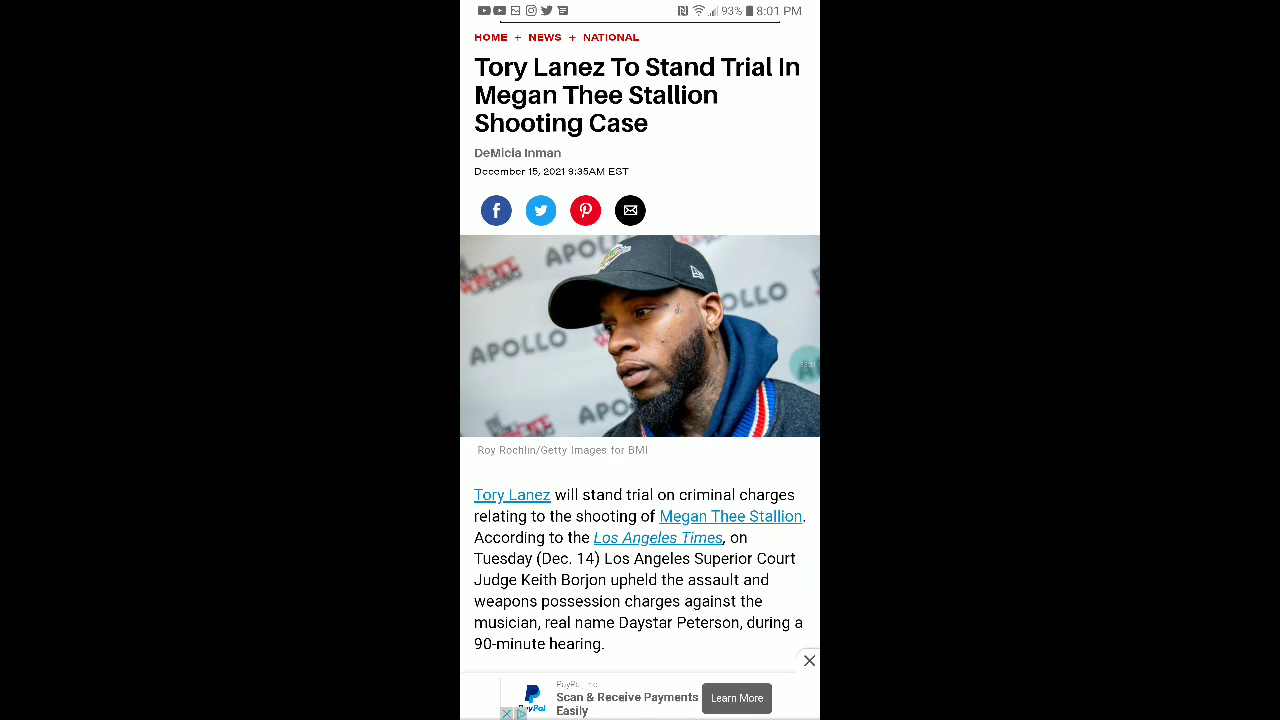 93% 8:01 PM
HOME + NEWS + NATIONAL
Tory Lanez To Stand Trial In
Megan Thee Stallion
Shooting Case
DeMicia Inman
December 15, 2021 9:35AM EST
APOLLO
APOLLO
APOLLO
APO
Roy Rochlin/Getty Images for BMI
Tory Lanez will stand trial on criminal charges
relating to the shooting of Megan Thee Stallion.
According to the Los Angeles Times, on
Tuesday (Dec. 14) Los Angeles Superior Court
Judge Keith Borjon upheld the assault and
weapons possession charges against the
musician, real name Daystar Peterson, during a
90-minute hearing.
Scan & Receive Payments
Easily
Learn More
PayPal